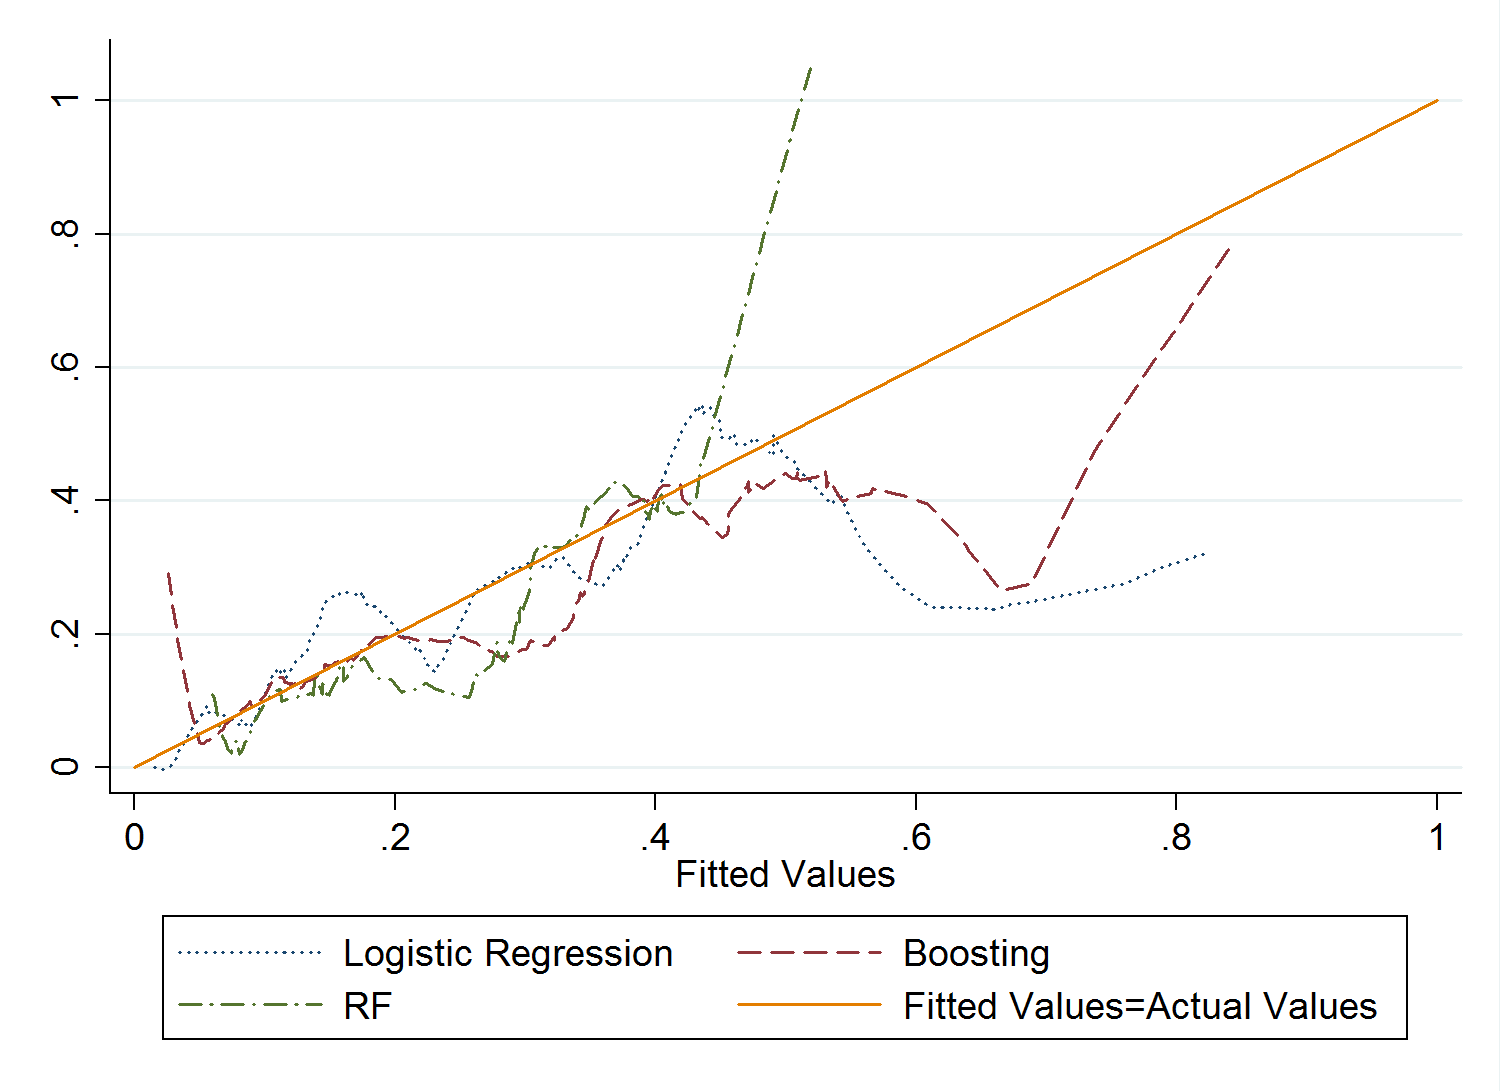 1
.8
.6
.4
.2
0
0 .2 .4 .6 .8 1
Fitted Values
Logistic Regression Boosting
RF Fitted Values=Actual Values